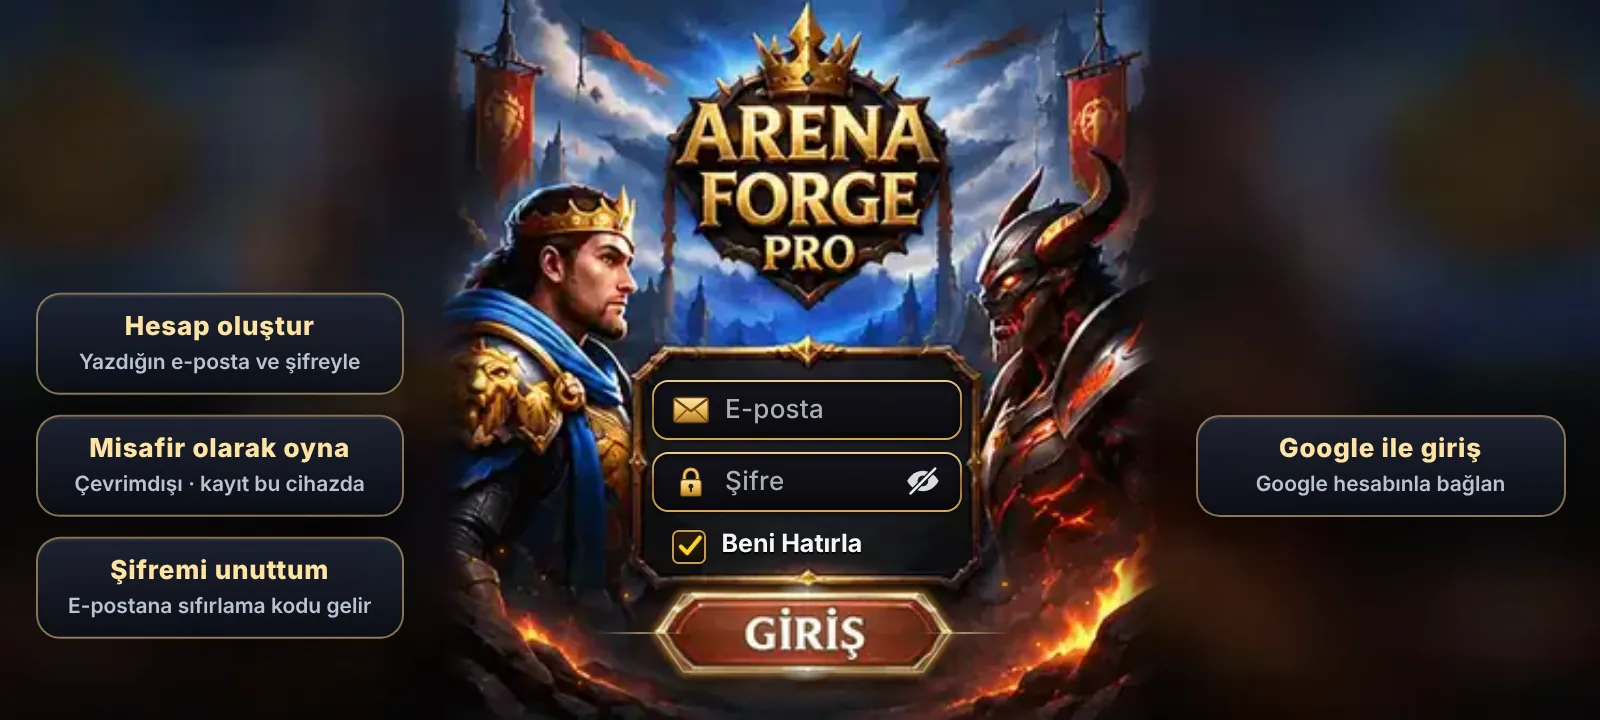 ARENA
FORGE
PRO
Hesap oluştur
Yazdığın e-posta ve şifreyle
Misafir olarak oyna
Çevrimdışı · kayıt bu cihazda
Şifremi unuttum
E-postana sıfırlama kodu gelir
E-posta
Şifre
Beni Hatırla
GİRİŞ
Google ile giriş
Google hesabınla bağlan